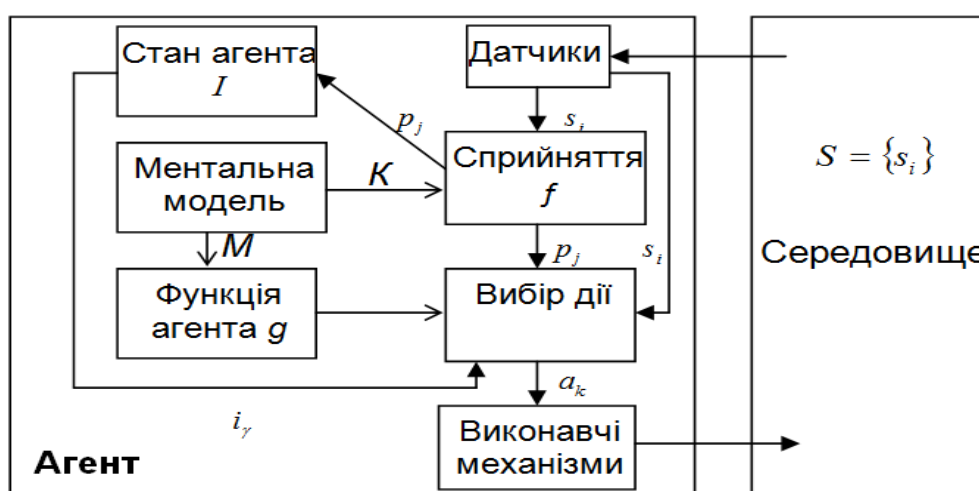 Стан агента
I
Датчики
p_j
s_i
Ментальна
модель
К
Сприйняття
f
S = {s_i}
М
p_j
s_i
Середовище
Функція
агента g
Вибір дії
a_k
i_γ
Виконавчі
механізми
Агент